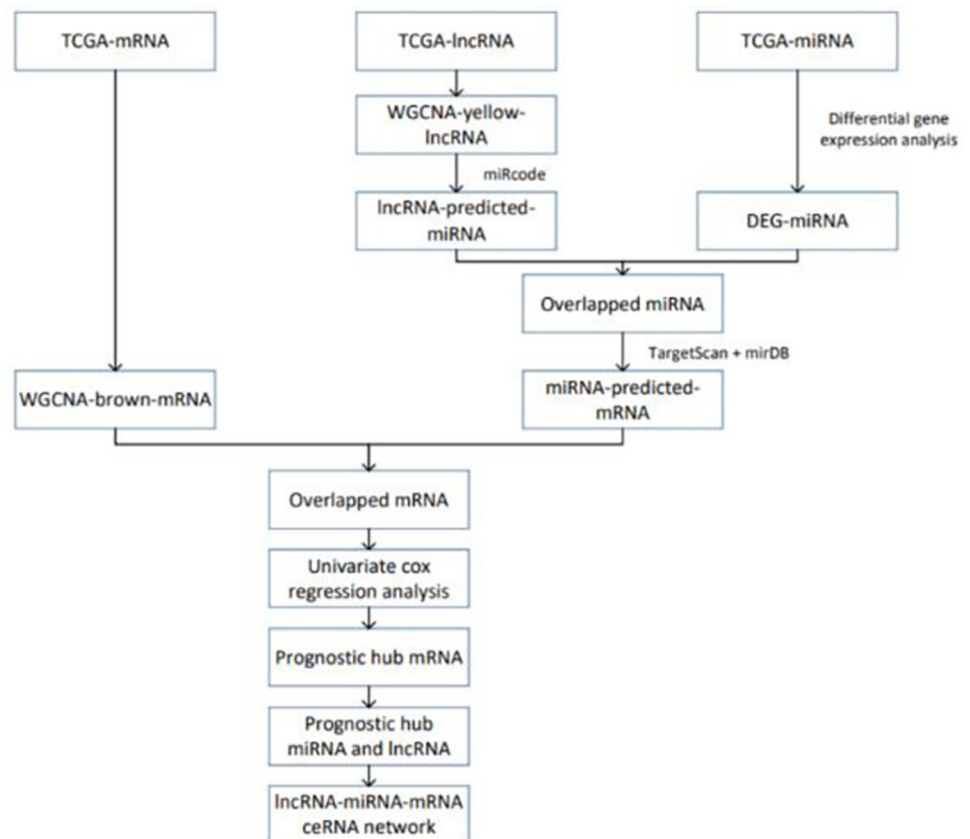 TCGA-mRNA
TCGA-lncRNA
TCGA-miRNA
WGCNA-yellow-
lncRNA
Differential gene
expression analysis
miRcode
lncRNA-predicted-
miRNA
DEG-miRNA
Overlapped miRNA
TargetScan + mirDB
WGCNA-brown-mRNA
miRNA-predicted-
mRNA
Overlapped mRNA
Univariate cox
regression analysis
Prognostic hub mRNA
Prognostic hub
miRNA and lncRNA
lncRNA-miRNA-mRNA
ceRNA network